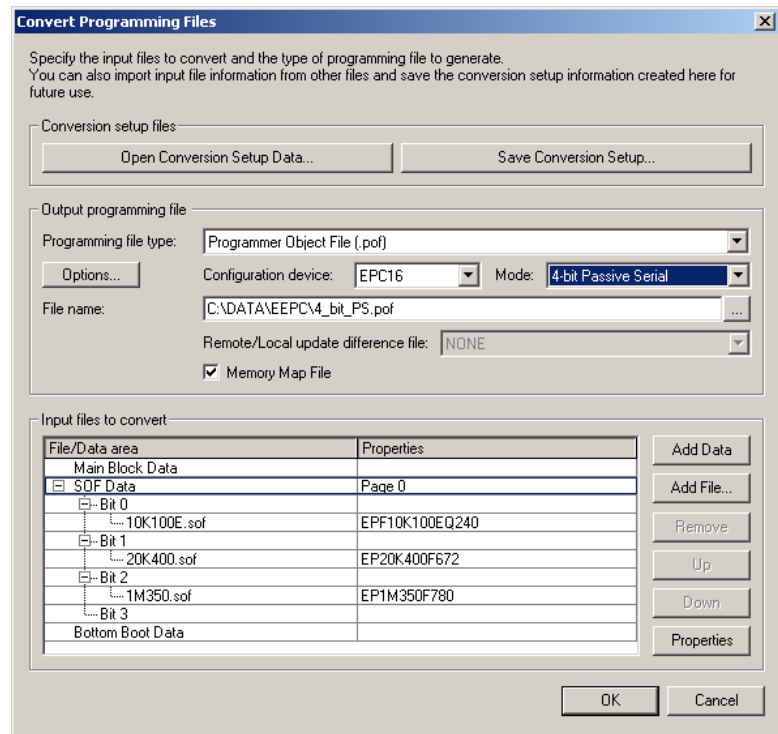 Convert Programming Files
Specify the input files to convert and the type of programming file to generate.
You can also import input file information from other files and save the conversion setup information created here for
future use.
Conversion setup files
Open Conversion Setup Data... Save Conversion Setup...
Output programming file
Programming file type: Programmer Object File (.pof)
Options... Configuration device: EPC16 Mode: 4-bit Passive Serial
File name: C:\DATA\EEPC\4_bit_PS.pof ...
Remote/Local update difference file: NONE
Memory Map File
Input files to convert
File/Data area Properties Add Data
Main Block Data
SOF Data Page 0 Add File...
Bit 0
10K100E.sof EPF10K100EQ240 Remove
Bit 1
20K400.sof EP20K400F672 Up
Bit 2
1M350.sof EP1M350F780 Down
Bit 3
Bottom Boot Data Properties
OK Cancel